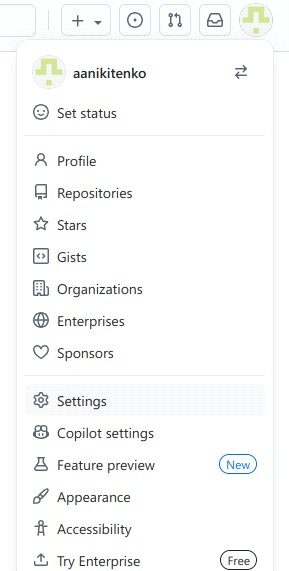 aanikitenko
Set status
Profile
Repositories
Stars
Gists
Organizations
Enterprises
Sponsors
Settings
Copilot settings
Feature preview New
Appearance
Accessibility
Try Enterprise Free